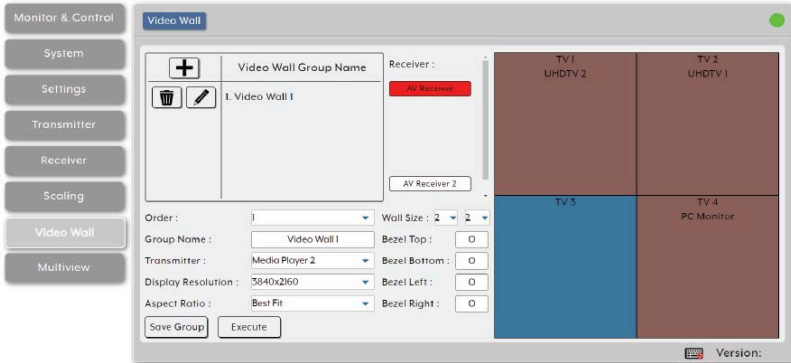 Monitor & Control
System
Settings
Transmitter
Receiver
Scaling
Video Wall
Multiview
Video Wall
Video Wall Group Name
1. Video Wall 1
Receiver :
AV Receiver
AV Receiver 2
Order : 1
Group Name : Video Wall 1
Transmitter : Media Player 2
Display Resolution : 3840x2160
Aspect Ratio : Best Fit
Save Group Execute
Wall Size : 2 2
Bezel Top : 0
Bezel Bottom : 0
Bezel Left : 0
Bezel Right : 0
TV 1
UHDTV 2
TV 2
UHDTV 1
TV 3
TV 4
PC Monitor
Version: